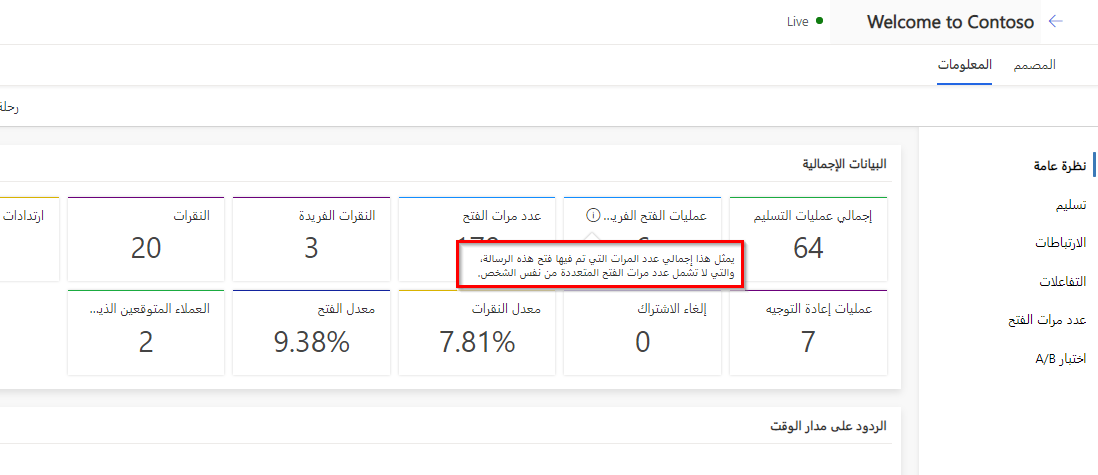 Welcome to Contoso
Live
المصمم
المعلومات
رحلة
نظرة عامة
تسليم
الارتباطات
التفاعلات
عدد مرات الفتح
اختبار A/B
البيانات الإجمالية
إجمالي عمليات التسليم
64
عمليات الفتح الفريد...
يمثل هذا إجمالي عدد المرات التي تم فيها فتح هذه الرسالة،
والتي لا تشمل عدد مرات الفتح المتعددة من نفس الشخص.
عدد مرات الفتح
النقرات الفريدة
3
النقرات
20
ارتدادات
عمليات إعادة التوجيه
7
إلغاء الاشتراك
0
معدل النقرات
7.81%
معدل الفتح
9.38%
العملاء المتوقعين الذي...
2
الردود على مدار الوقت